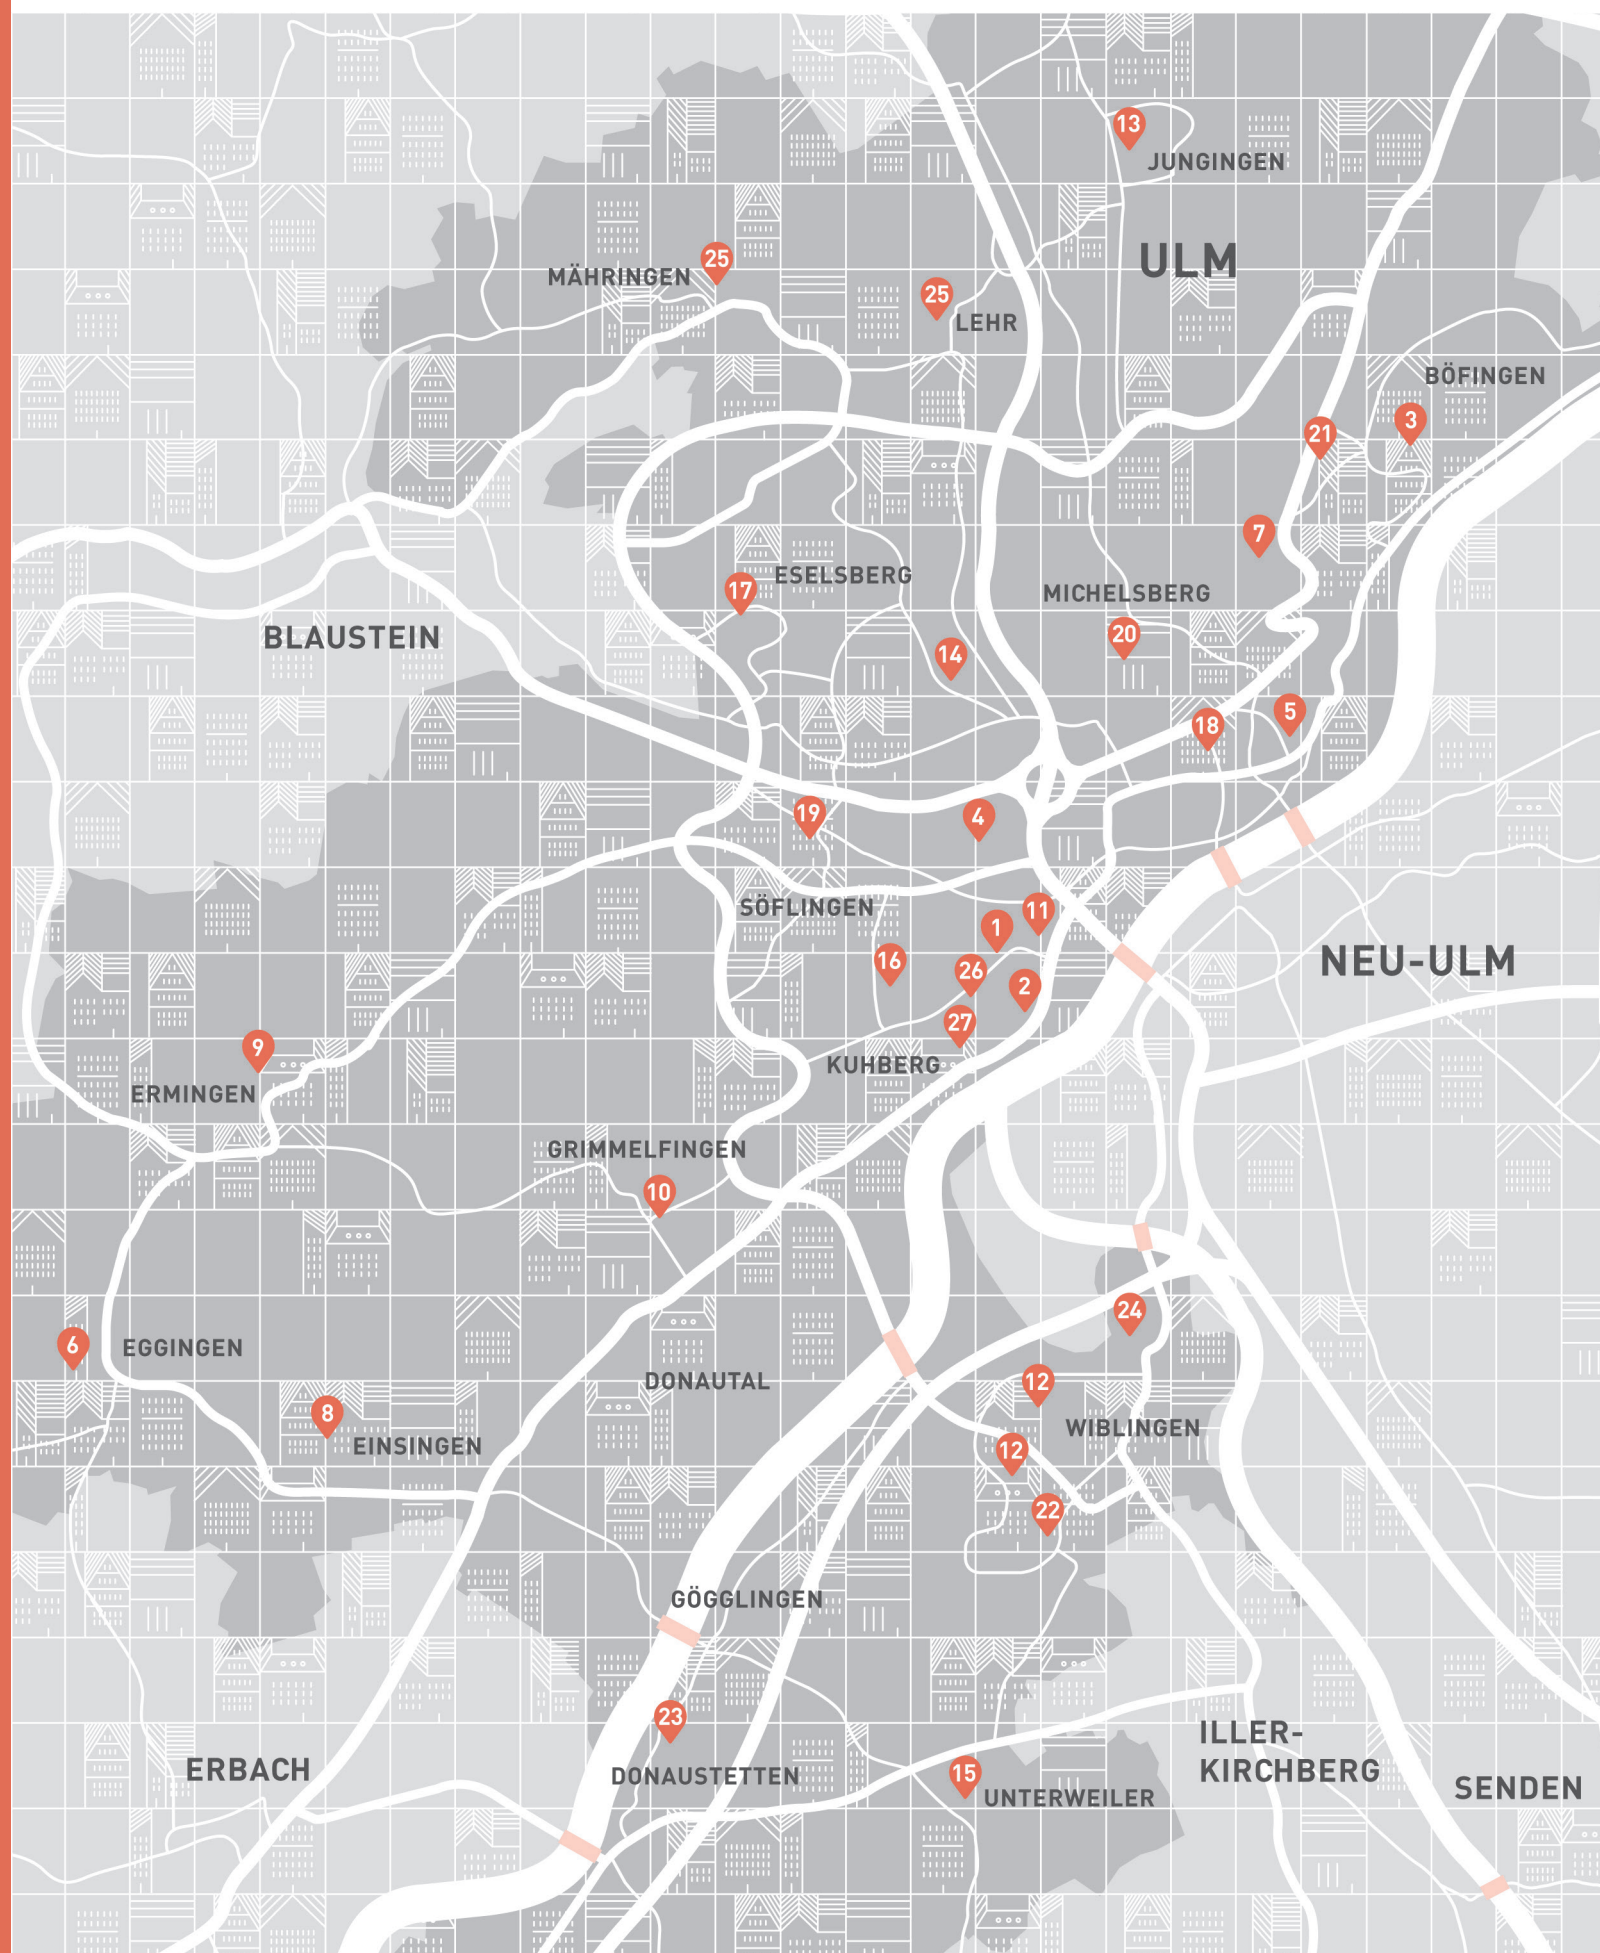 13
JUNGINGEN
ULM
25
MÄHRINGEN
25
LEHR
BÖFINGEN
3
21
7
ESELSBERG
17
MICHELSBERG
BLAUSTEIN
20
14
5
18
19
4
SÖFLINGEN
11
1
16
26
2
NEU-ULM
27
9
KUHBERG
ERMINGEN
GRIMMELFINGEN
10
24
6
EGGINGEN
DONAUTAL
12
8
WIBLINGEN
EINSINGEN
12
22
GÖGGLINGEN
23
ILLER-
KIRCHBERG
ERBACH
DONAUSTETTEN
15
UNTERWEILER
SENDEN